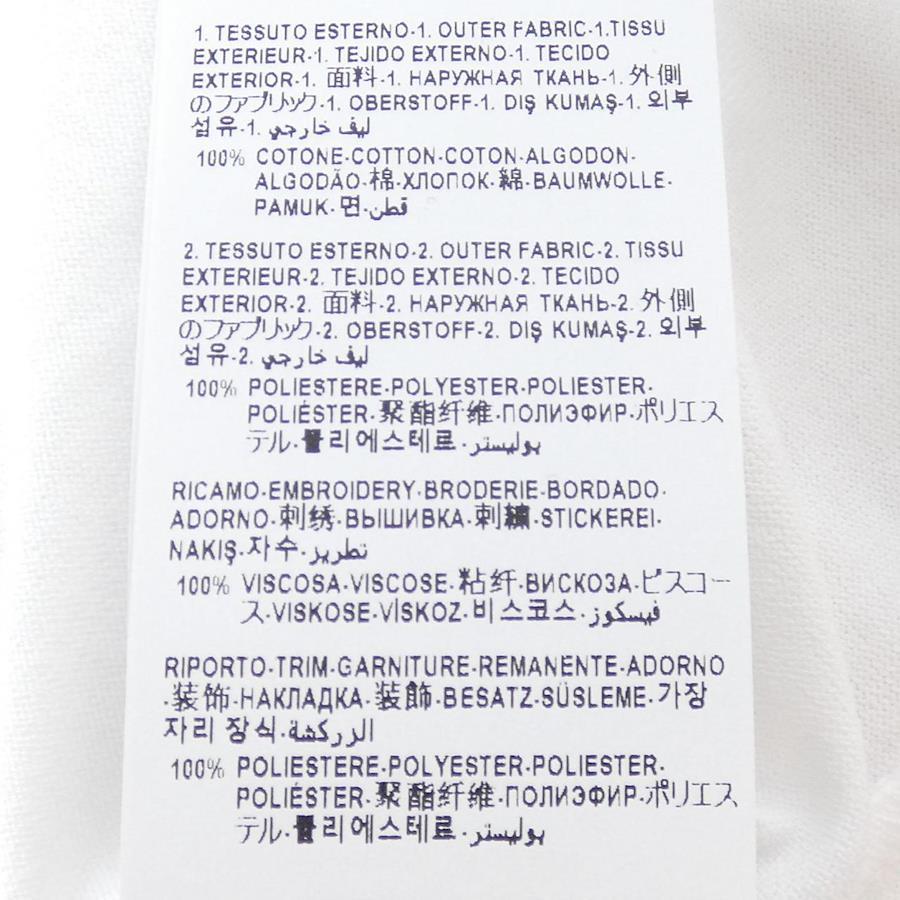 1. TESSUTO ESTERNO-1. OUTER FABRIC-1.TISSU
EXTERIEUR-1. TEJIDO EXTERNO-1. TECIDO
EXTERIOR-1. 面料-1. НАРУЖНАЯ ТКАНЬ-1. 外側
のファブリック-1. OBERSTOFF-1. DIŞ KUMAŞ-1. 외부
섬유-1. ليف خارجي
100% COTONE-COTTON-COTON-ALGODON-
ALGODÃO-棉-ХЛОПОК-綿-BAUMWOLLE-
PAMUK-면-قطن
2. TESSUTO ESTERNO-2. OUTER FABRIC-2. TISSU
EXTERIEUR-2. TEJIDO EXTERNO-2. TECIDO
EXTERIOR-2. 面料-2. НАРУЖНАЯ ТКАНЬ-2. 外側
のファブリック-2. OBERSTOFF-2. DIŞ KUMAŞ-2. 외부
섬유-2. ليف خارجي
100% POLIESTERE-POLYESTER-POLIESTER-
POLIÉSTER-聚酯纤维-ПОЛИЭФИР-ポリエス
テル-폴리에스테르-بوليستر
RICAMO-EMBROIDERY-BRODERIE-BORDADO-
ADORNO-刺绣-ВЫШИВКА-刺繍-STICKEREI-
NAKIŞ-자수-تطريز
100% VISCOSA-VISCOSE-粘纤-ВИСКОЗА-ビスコー
ス-VISKOSE-VİSKOZ-비스코스-فيسكوز
RIPORTO-TRIM-GARNITURE-REMANENTE-ADORNO
-装饰-НАКЛАДКА-装飾-BESATZ-SÜSLEME-가장
자리 장식-الزركشة
100% POLIESTERE-POLYESTER-POLIESTER-
POLIÉSTER-聚酯纤维-ПОЛИЭФИР-ポリエス
テル-폴리에스테르-بوليستر